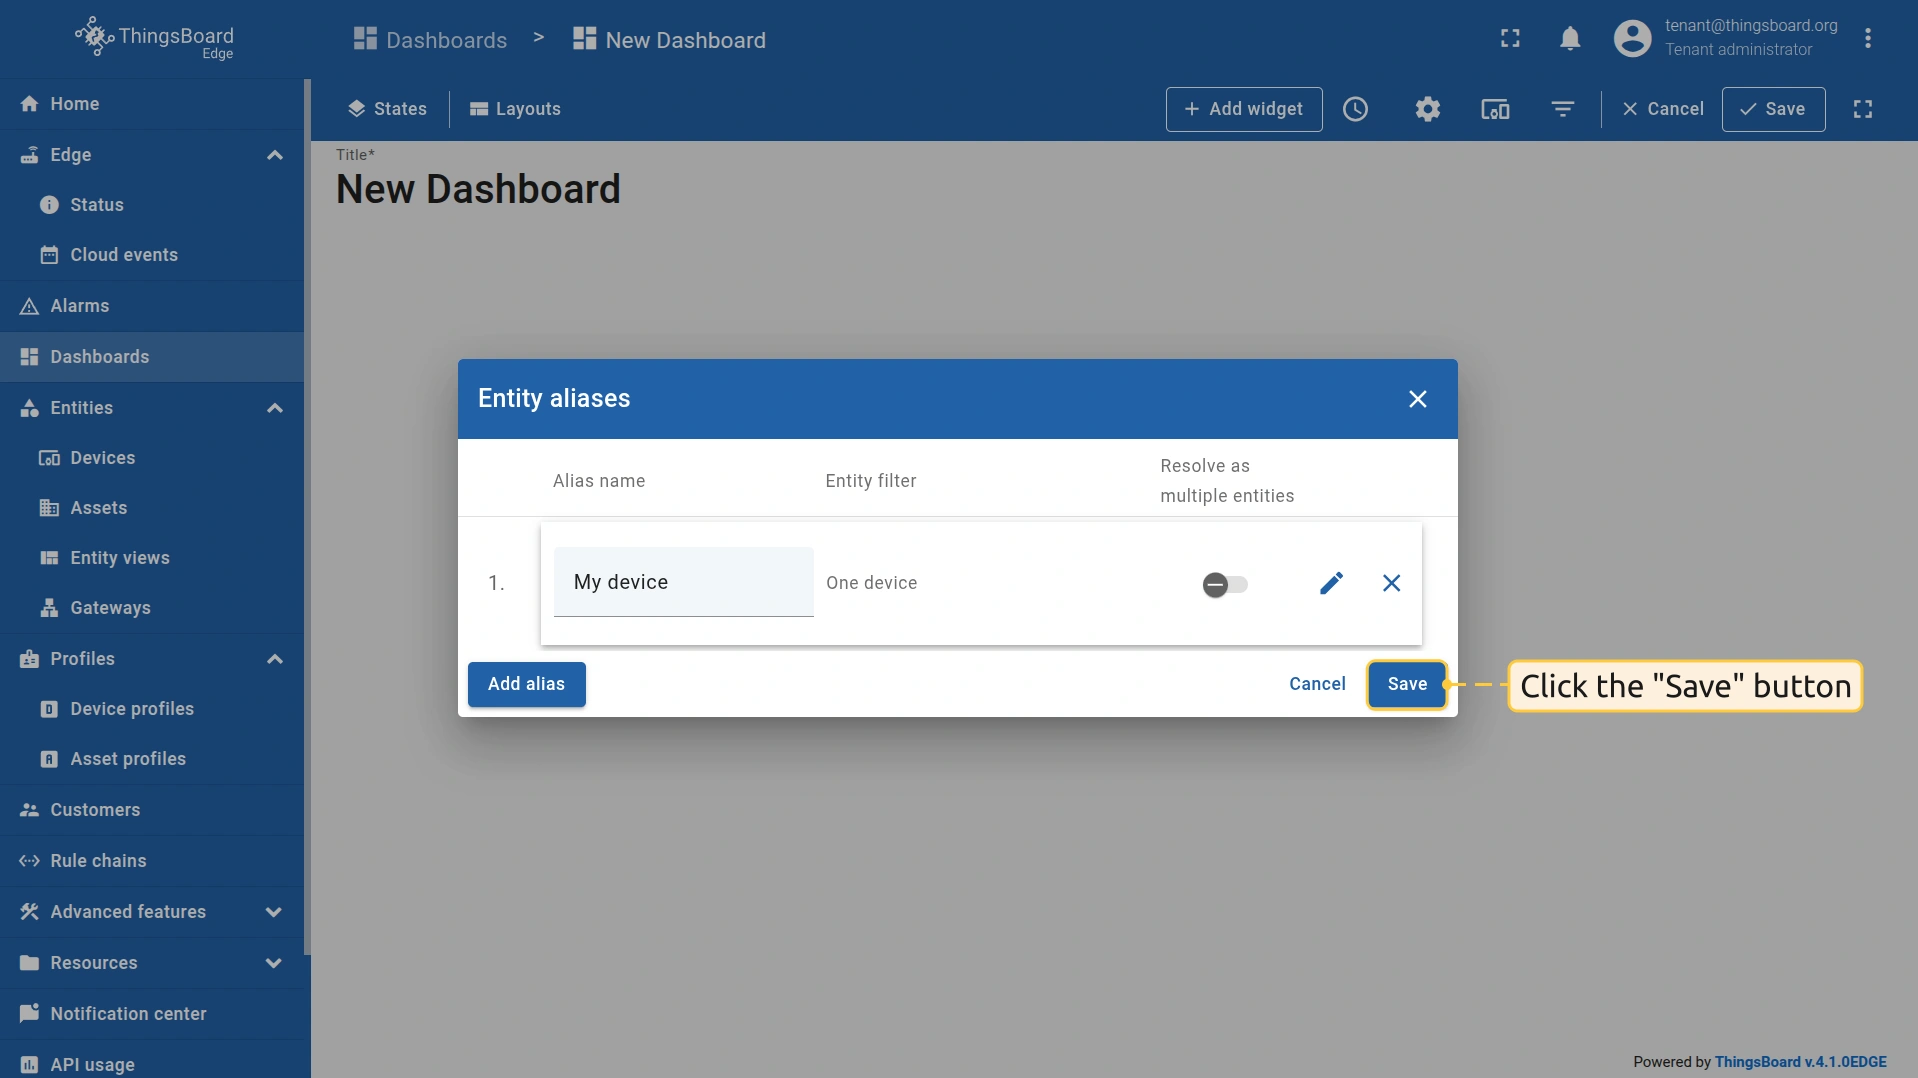 ThingsBoard
Edge
Dashboards > New Dashboard
tenant@thingsboard.org
Tenant administrator
Home
Edge
Status
Cloud events
Alarms
Dashboards
Entities
Devices
Assets
Entity views
Gateways
Profiles
Device profiles
Asset profiles
Customers
Rule chains
Advanced features
Resources
Notification center
API usage
States
Layouts
+ Add widget
Cancel
Save
Title*
New Dashboard
Entity aliases
Alias name
Entity filter
Resolve as
multiple entities
1.
My device
One device
Add alias
Cancel
Save
Click the "Save" button
Powered by ThingsBoard v.4.1.0EDGE